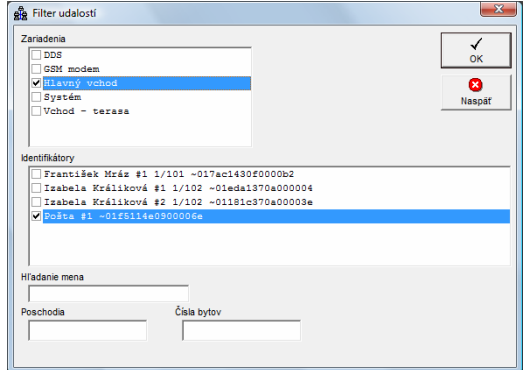 Filter udalostí
Zariadenia
DDS
GSM modem
Hlavný vchod
Systém
Vchod - terasa
OK
Naspäť
Identifikátory
František Mráz #1 1/101 ~017ac1430f0000b2
Izabela Králiková #1 1/102 ~01eda1370a000004
Izabela Králiková #2 1/102 ~01181c370a00003e
Pošta #1 ~01f5114e0900006e
Hľadanie mena
Poschodia
Čísla bytov